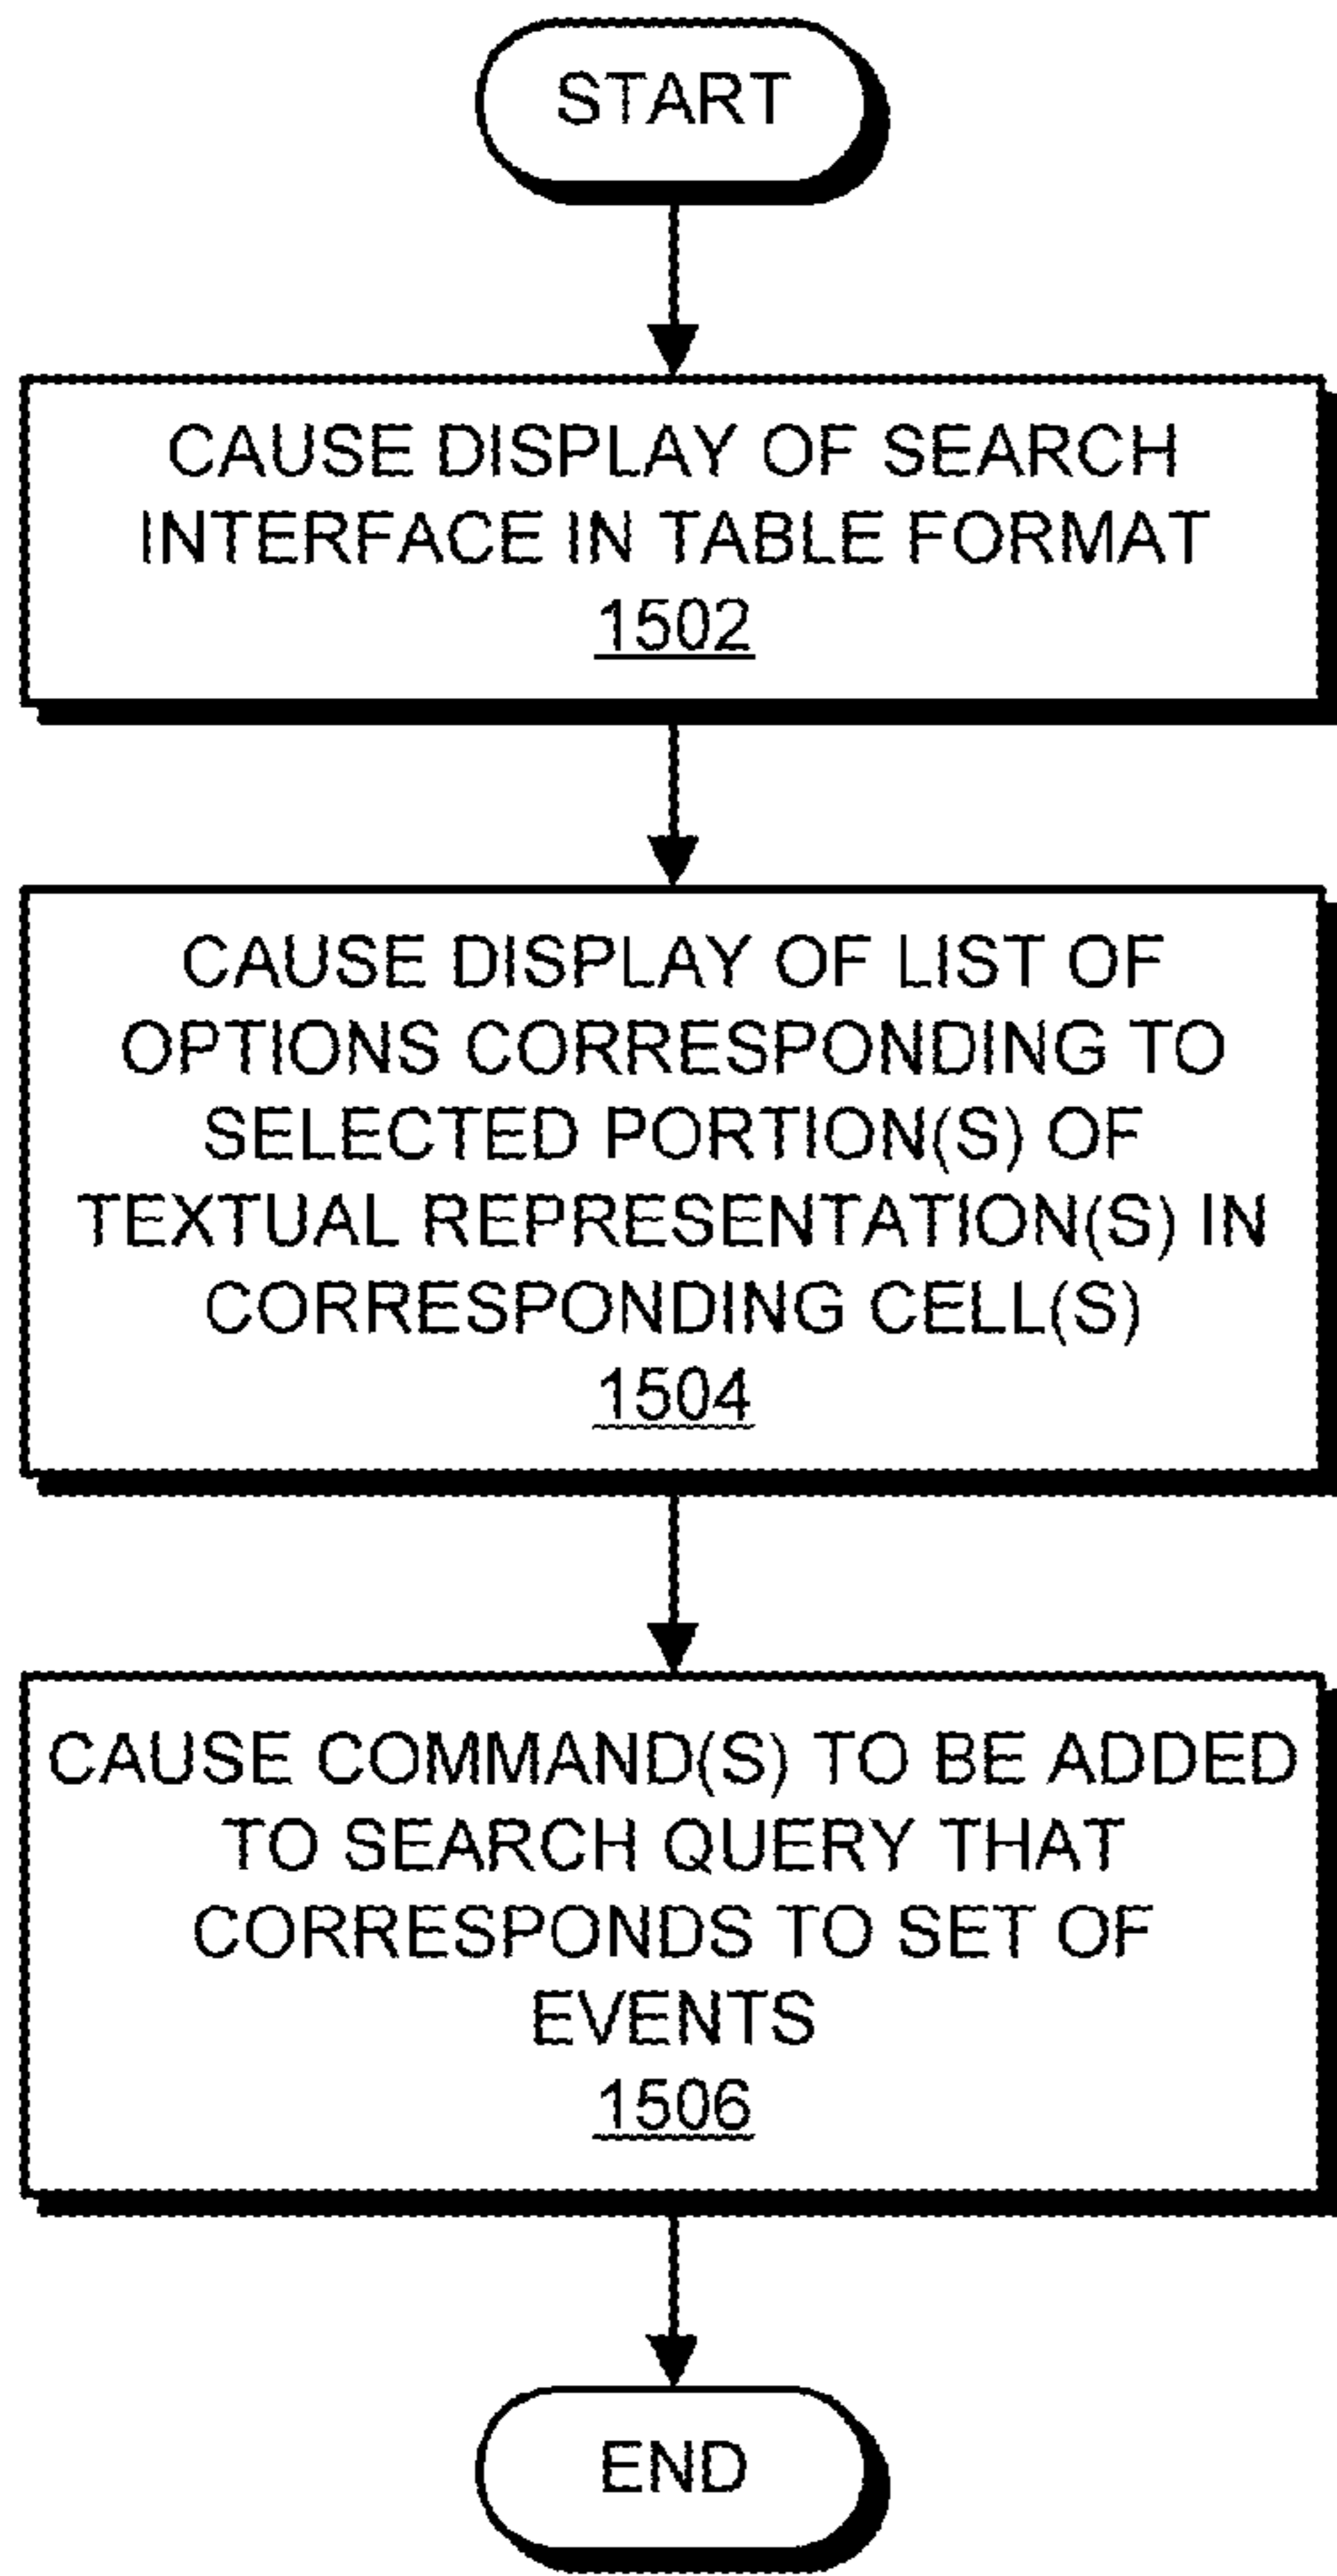 START
CAUSE DISPLAY OF SEARCH
INTERFACE IN TABLE FORMAT
1502
CAUSE DISPLAY OF LIST OF
OPTIONS CORRESPONDING TO
SELECTED PORTION(S) OF
TEXTUAL REPRESENTATION(S) IN
CORRESPONDING CELL(S)
1504
CAUSE COMMAND(S) TO BE ADDED
TO SEARCH QUERY THAT
CORRESPONDS TO SET OF
EVENTS
1506
END